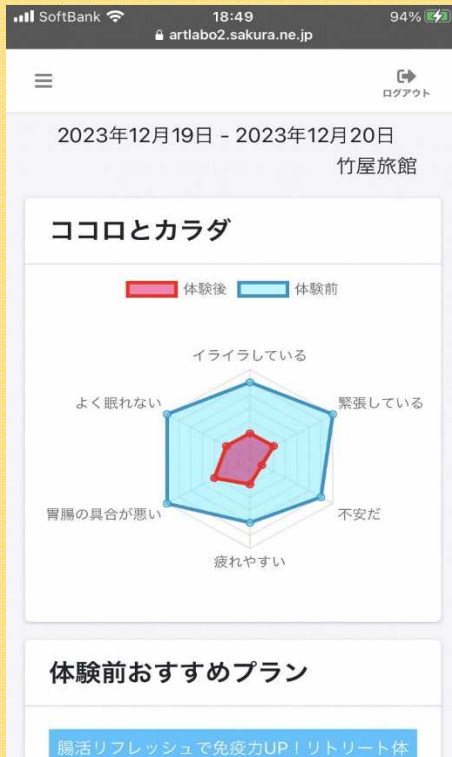 SoftBank 18:49 94%
artlabo2.sakura.ne.jp
ログアウト
2023年12月19日 - 2023年12月20日
竹屋旅館
ココロとカラダ
体験後 体験前
イライラしている
よく眠れない 緊張している
胃腸の具合が悪い 不安だ
疲れやすい
体験前おすすめプラン
腸活リフレッシュで免疫力UP！リトリート体